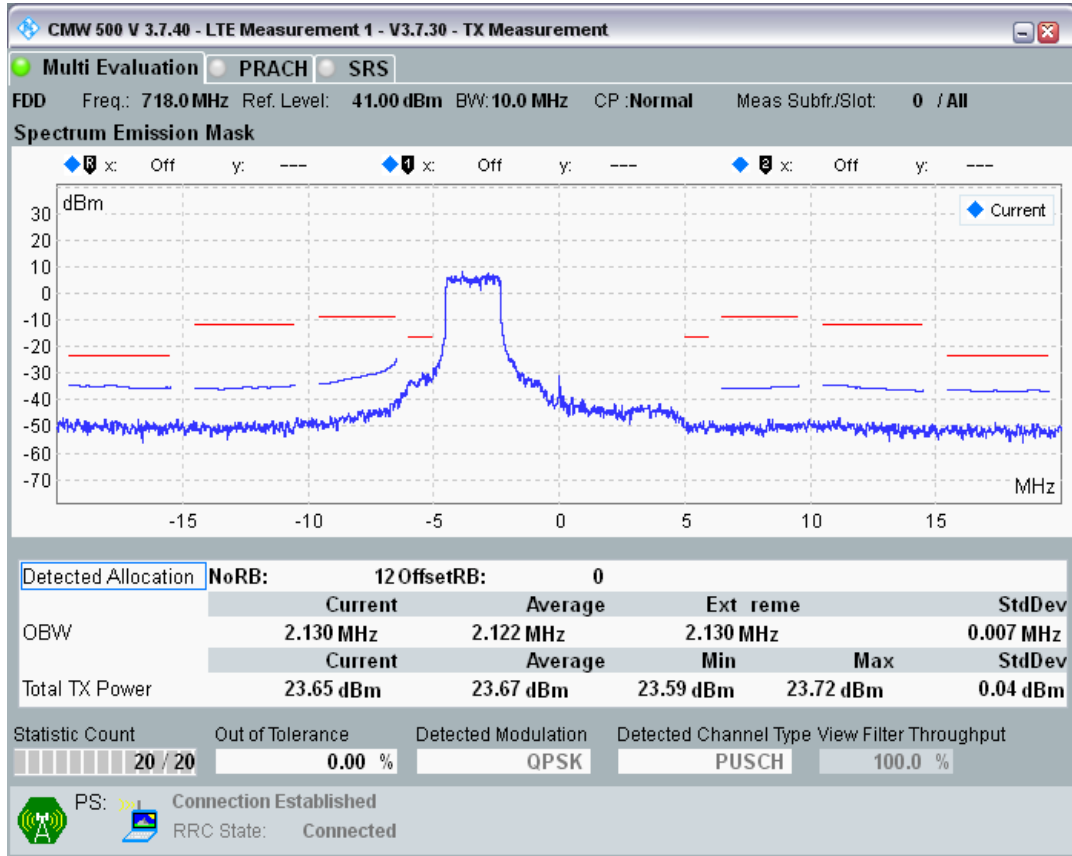 CMW 500 V 3.7.40 - LTE Measurement 1 - V3.7.30 - TX Measurement
Multi Evaluation PRACH SRS
FDD Freq.: 718.0 MHz Ref. Level: 41.00 dBm BW: 10.0 MHz CP : Normal Meas Subfr./Slot: 0 / All
Spectrum Emission Mask
R x: Off y: --- 1 x: Off y: --- 2 x: Off y: ---
dBm
Current
30
20
10
0
-10
-20
-30
-40
-50
-60
-70
MHz
-15 -10 -5 0 5 10 15
Detected Allocation NoRB: 12 OffsetRB: 0
Current Average Ext reme StdDev
OBW 2.130 MHz 2.122 MHz 2.130 MHz 0.007 MHz
Current Average Min Max StdDev
Total TX Power 23.65 dBm 23.67 dBm 23.59 dBm 23.72 dBm 0.04 dBm
Statistic Count Out of Tolerance Detected Modulation Detected Channel Type View Filter Throughput
20 / 20 0.00 % QPSK PUSCH 100.0 %
PS: Connection Established
RRC State: Connected